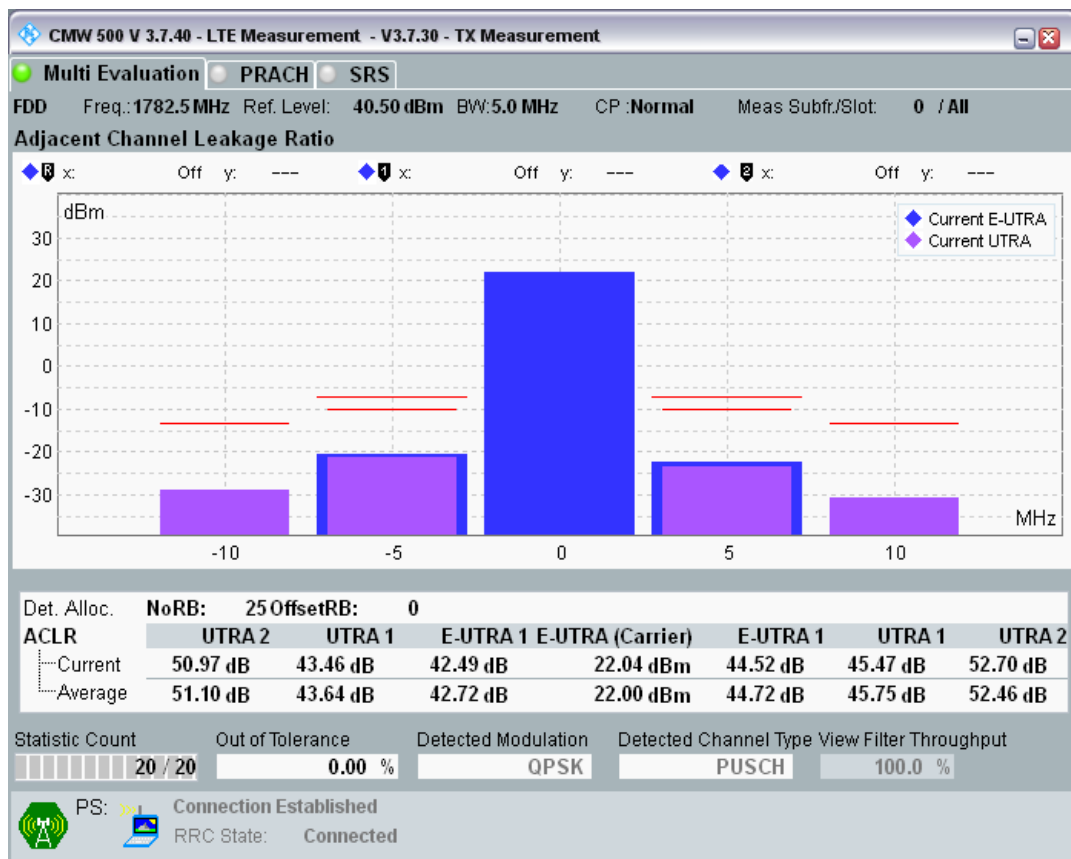 CMW 500 V 3.7.40 - LTE Measurement - V3.7.30 - TX Measurement
Multi Evaluation PRACH SRS
FDD Freq.:1782.5 MHz Ref. Level: 40.50 dBm BW:5.0 MHz CP :Normal Meas Subfr./Slot: 0 / All
Adjacent Channel Leakage Ratio
R x: Off y: --- 1 x: Off y: --- 2 x: Off y: ---
dBm
Current E-UTRA
Current UTRA
30
20
10
0
-10
-20
-30
MHz
-10 -5 0 5 10
Det. Alloc. NoRB: 25 OffsetRB: 0
ACLR UTRA 2 UTRA 1 E-UTRA 1 E-UTRA (Carrier) E-UTRA 1 UTRA 1 UTRA 2
Current 50.97 dB 43.46 dB 42.49 dB 22.04 dBm 44.52 dB 45.47 dB 52.70 dB
Average 51.10 dB 43.64 dB 42.72 dB 22.00 dBm 44.72 dB 45.75 dB 52.46 dB
Statistic Count Out of Tolerance Detected Modulation Detected Channel Type View Filter Throughput
20 / 20 0.00 % QPSK PUSCH 100.0 %
PS: Connection Established
RRC State: Connected